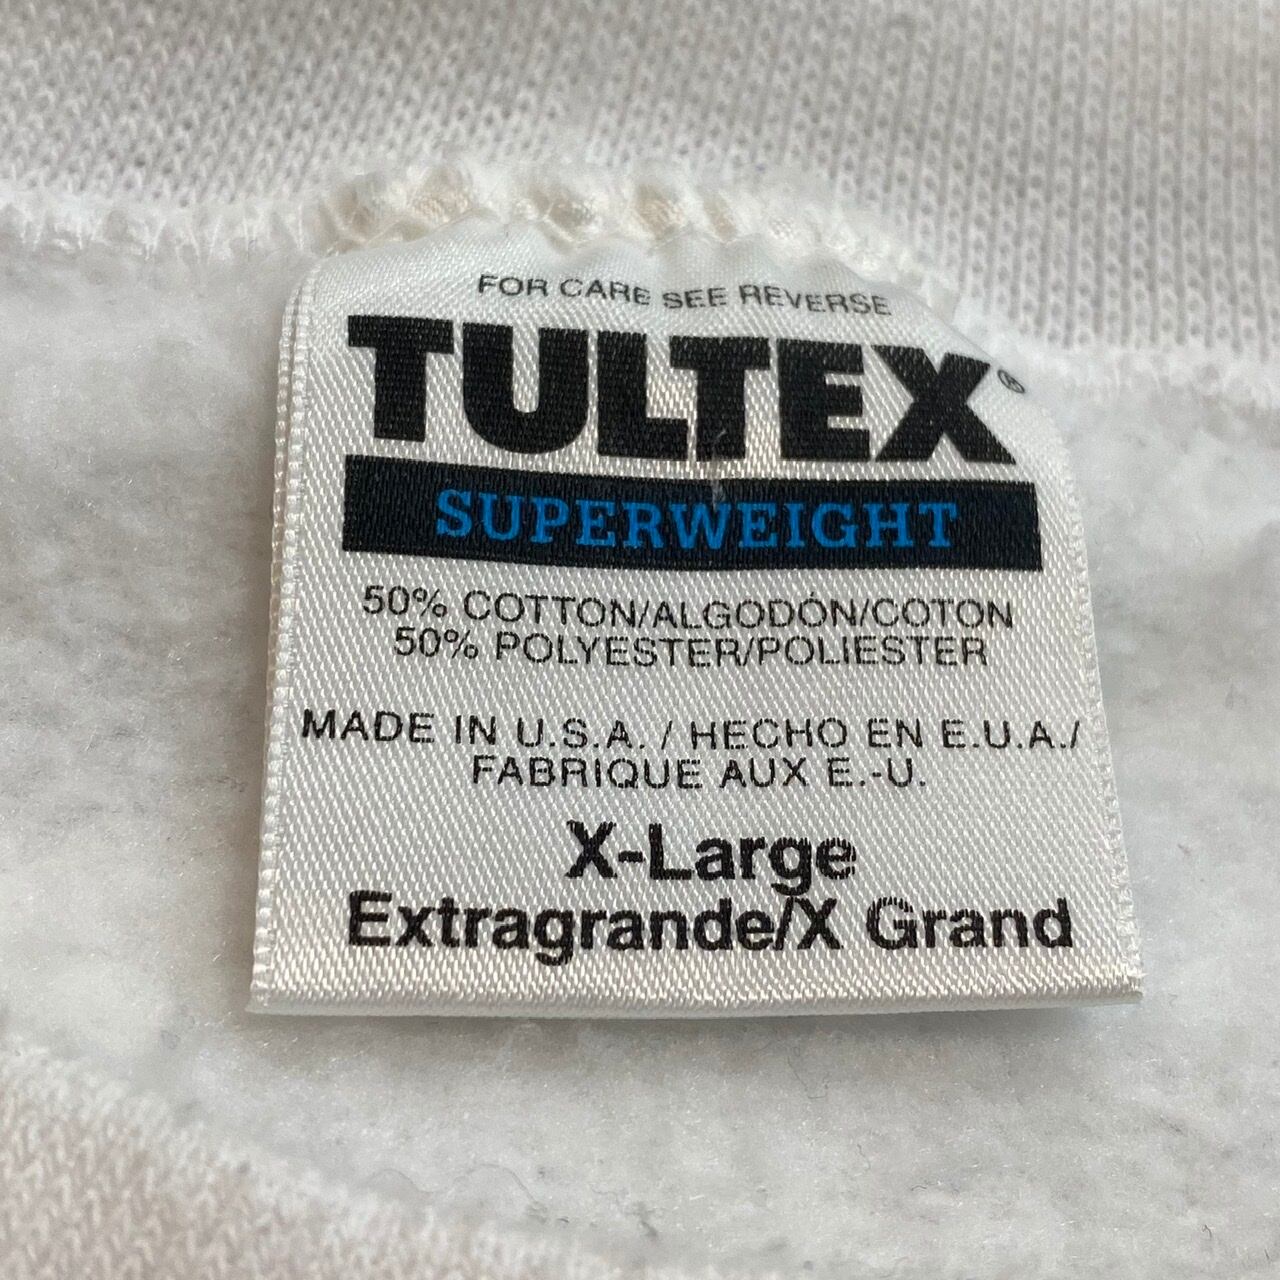 FOR CARE SEE REVERSE
TULTEX®
SUPERWEIGHT
50% COTTON/ALGODÓN/COTON
50% POLYESTER/POLIESTER
MADE IN U.S.A. / HECHO EN E.U.A./
FABRIQUE AUX E.-U.
X-Large
Extragrande/X Grand